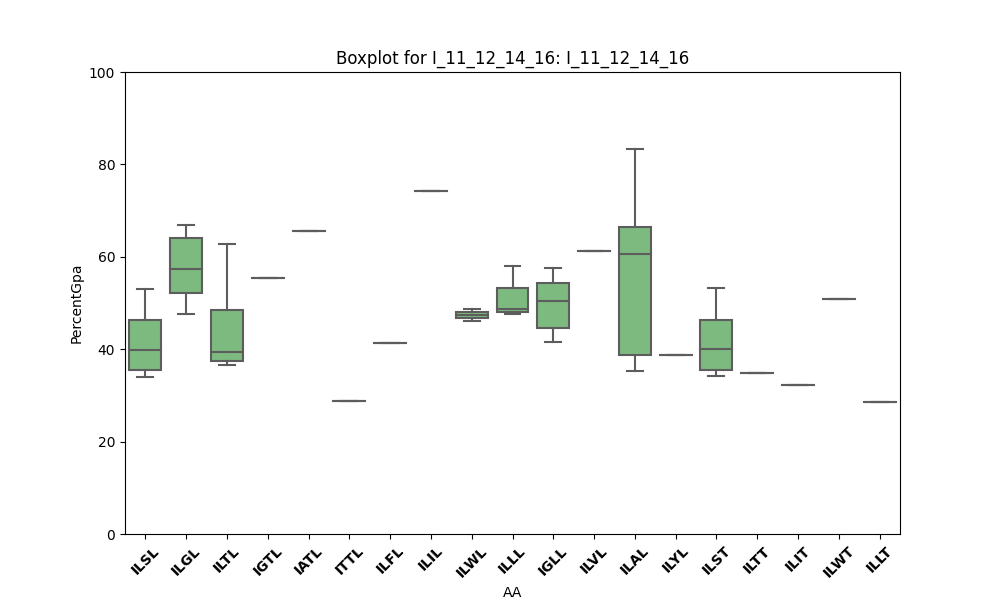 Boxplot for I_11_12_14_16: I_11_12_14_16
100
80
60
40
20
0
PercentGpa
ILSL
ILGL
ILTL
IGTL
IATL
ITTL
ILFL
ILIL
ILWL
ILLL
IGLL
ILVL
ILAL
ILYL
ILST
ILTT
ILIT
ILWT
ILLT
AA